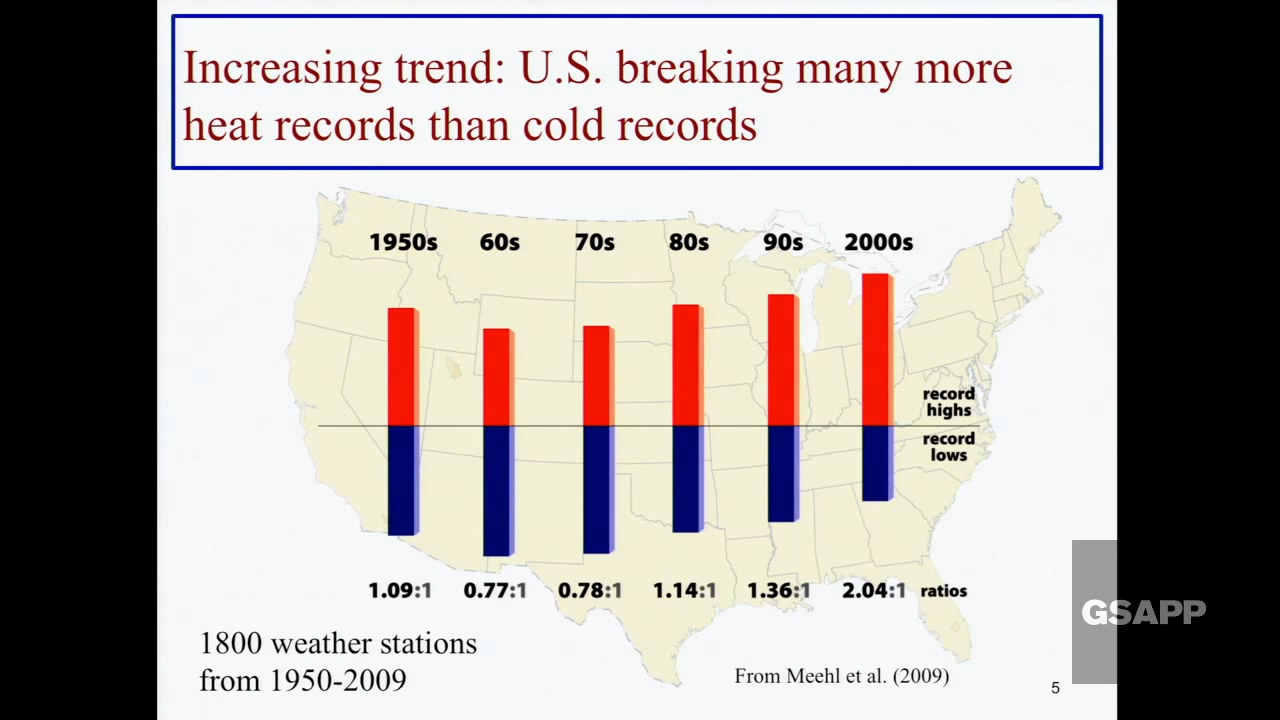 Increasing trend: U.S. breaking many more
heat records than cold records
1950s 60s 70s 80s 90s 2000s
record
highs
record
lows
1.09:1 0.77:1 0.78:1 1.14:1 1.36:1 2.04:1 ratios
1800 weather stations
from 1950-2009
From Meehl et al. (2009)
5
GSAPP